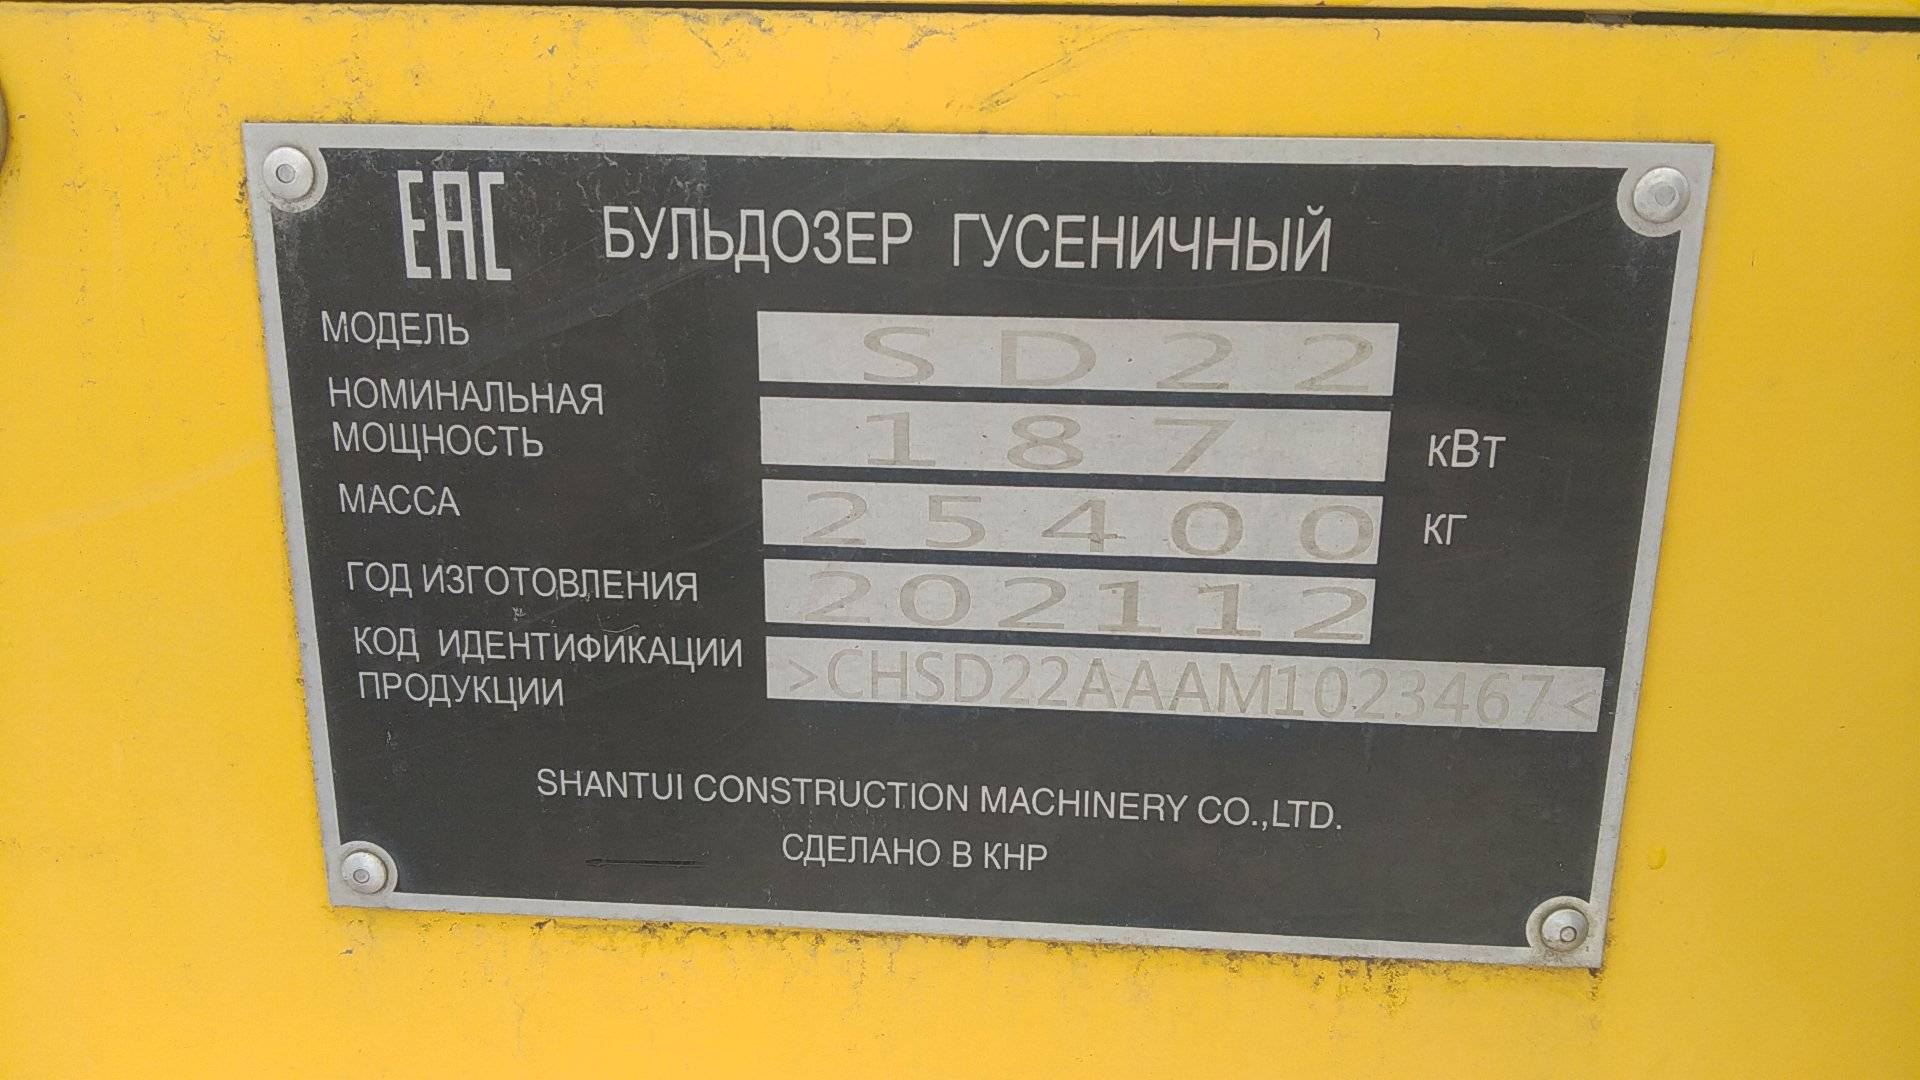 EAC БУЛЬДОЗЕР ГУСЕНИЧНЫЙ
МОДЕЛЬ SD22
НОМИНАЛЬНАЯ
МОЩНОСТЬ 187 кВт
МАССА 25400 КГ
ГОД ИЗГОТОВЛЕНИЯ 202112
КОД ИДЕНТИФИКАЦИИ
ПРОДУКЦИИ >CHSD22AAAM1023467<
SHANTUI CONSTRUCTION MACHINERY CO.,LTD.
СДЕЛАНО В КНР